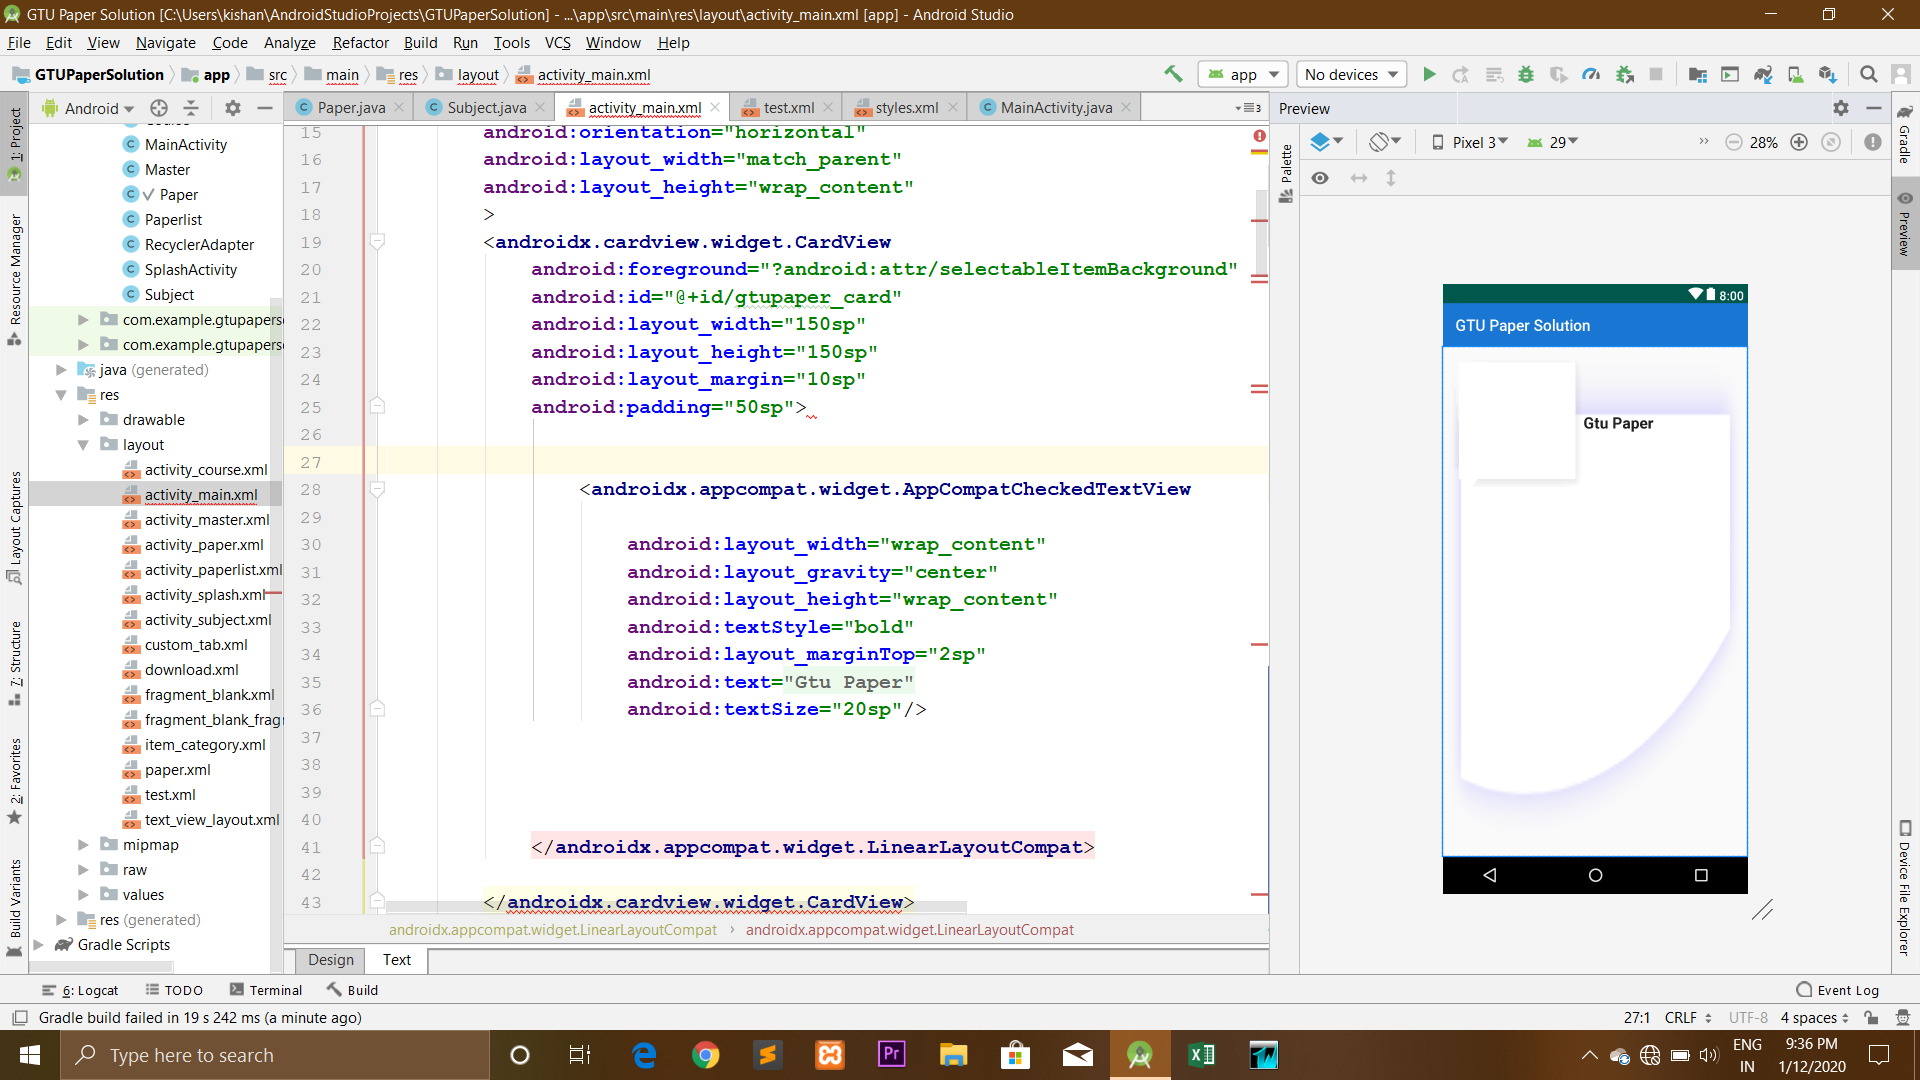 GTU Paper Solution [C:\Users\kishan\AndroidStudioProjects\GTUPaperSolution] - ...\app\src\main\res\layout\activity_main.xml [app] - Android Studio
File Edit View Navigate Code Analyze Refactor Build Run Tools VCS Window Help
GTUPaperSolution app src main res layout activity_main.xml app No devices
Android Paper.java Subject.java activity_main.xml test.xml styles.xml MainActivity.java 3 Preview
1: Project
Resource Manager
Layout Captures
7: Structure
2: Favorites
Build Variants
MainActivity
Master
Paper
Paperlist
RecyclerAdapter
SplashActivity
Subject
com.example.gtupaperse
com.example.gtupaperse
java (generated)
res
drawable
layout
activity_course.xml
activity_main.xml
activity_master.xml
activity_paper.xml
activity_paperlist.xml
activity_splash.xml
activity_subject.xml
custom_tab.xml
download.xml
fragment_blank.xml
fragment_blank_frag
item_category.xml
paper.xml
test.xml
text_view_layout.xml
mipmap
raw
values
res (generated)
Gradle Scripts
15 android:orientation="horizontal"
16 android:layout_width="match_parent"
17 android:layout_height="wrap_content"
18 >
19 <androidx.cardview.widget.CardView
20 android:foreground="?android:attr/selectableItemBackground"
21 android:id="@+id/gtupaper_card"
22 android:layout_width="150sp"
23 android:layout_height="150sp"
24 android:layout_margin="10sp"
25 android:padding="50sp">
26
27
28 <androidx.appcompat.widget.AppCompatCheckedTextView
29
30 android:layout_width="wrap_content"
31 android:layout_gravity="center"
32 android:layout_height="wrap_content"
33 android:textStyle="bold"
34 android:layout_marginTop="2sp"
35 android:text="Gtu Paper"
36 android:textSize="20sp"/>
37
38
39
40
41 </androidx.appcompat.widget.LinearLayoutCompat>
42
43 </androidx.cardview.widget.CardView>
androidx.appcompat.widget.LinearLayoutCompat › androidx.appcompat.widget.LinearLayoutCompat
Design Text
Palette
Pixel 3 29 28%
8:00
GTU Paper Solution
Gtu Paper
Gradle
Preview
Device File Explorer
6: Logcat TODO Terminal Build Event Log
Gradle build failed in 19 s 242 ms (a minute ago) 27:1 CRLF UTF-8 4 spaces
Type here to search
Pr
ENG
IN
9:36 PM
1/12/2020